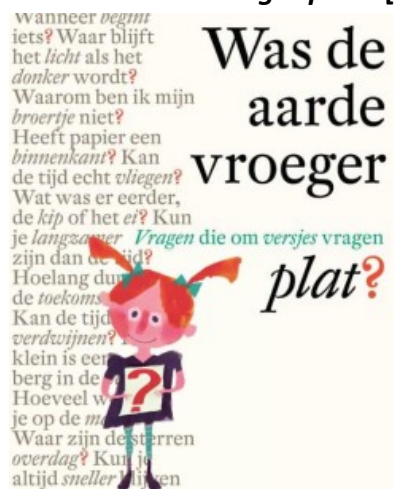 Wanneer begint
iets? Waar blijft
het licht als het
donker wordt?
Waarom ben ik mijn
broertje niet?
Heeft papier een
binnenkant? Kan
de tijd echt vliegen?
Wat was er eerder,
de kip of het ei? Kun
je langzamer
zijn dan de tijd?
Hoelang
de
Kan de tijd
verdwijnen?
klein is
berg in de
Hoeveel
je op de
Waar zijn de sterren
overdag? Kun je
altijd sneller
Was de
aarde
vroeger
Vragen die om versjes vragen
plat?
?